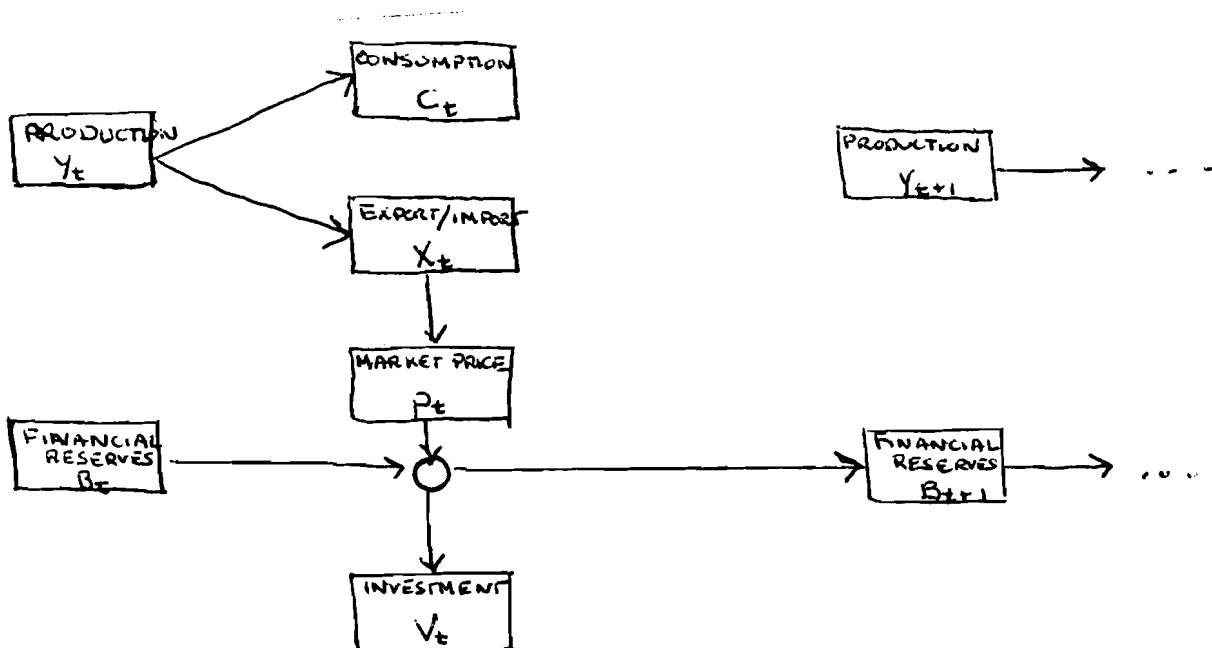 CONSUMPTION
Ct
PRODUCTION
Yt
PRODUCTION
Yt+1
....
EXPORT/IMPORT
Xt
MARKET PRICE
Pt
FINANCIAL
RESERVES
Bt
FINANCIAL
RESERVES
Bt+1
....
INVESTMENT
Vt